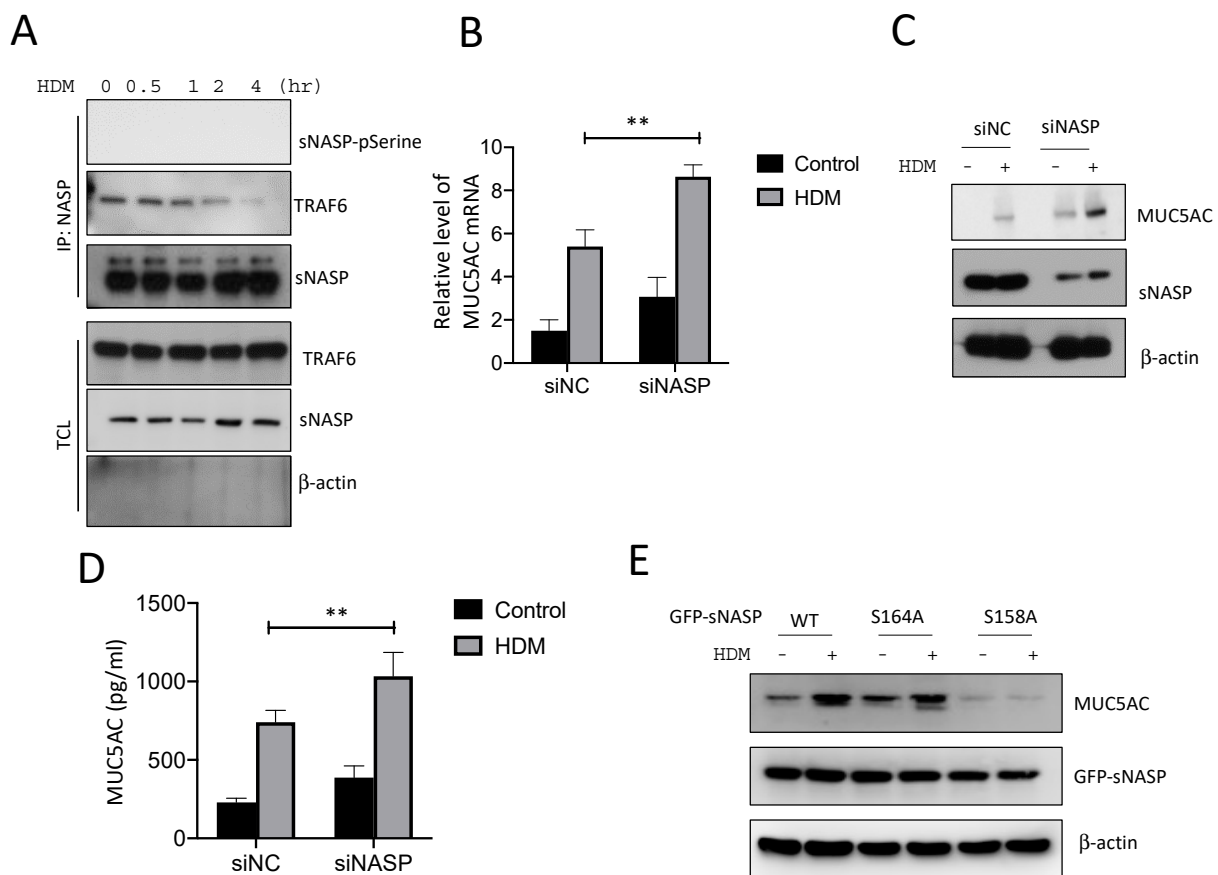 A
HDM 0 0.5 1 2 4 (hr)
IP: NASP
sNASP-pSerine
TRAF6
sNASP
TCL
TRAF6
sNASP
β-actin
B
**
Relative level of
MUC5AC mRNA
10
8
6
4
2
0
siNC siNASP
Control
HDM
C
siNC siNASP
HDM - + - +
MUC5AC
sNASP
β-actin
D
**
MUC5AC (pg/ml)
1500
1000
500
0
siNC siNASP
Control
HDM
E
GFP-sNASP WT S164A S158A
HDM - + - + - +
MUC5AC
GFP-sNASP
β-actin